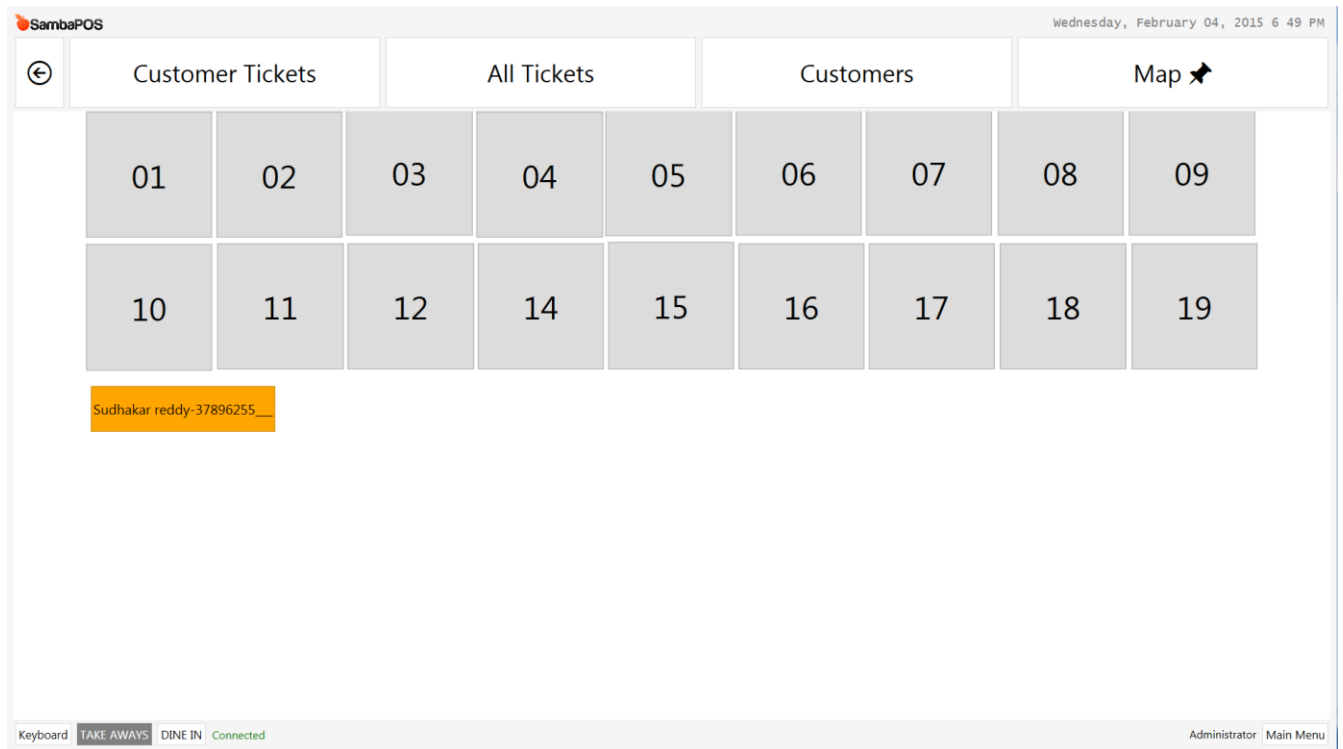 SambaPOS
Wednesday, February 04, 2015 6 49 PM
Customer Tickets
All Tickets
Customers
Map
01 02 03 04 05 06 07 08 09
10 11 12 14 15 16 17 18 19
Sudhakar reddy-37896255__
Keyboard TAKE AWAYS DINE IN Connected
Administrator Main Menu